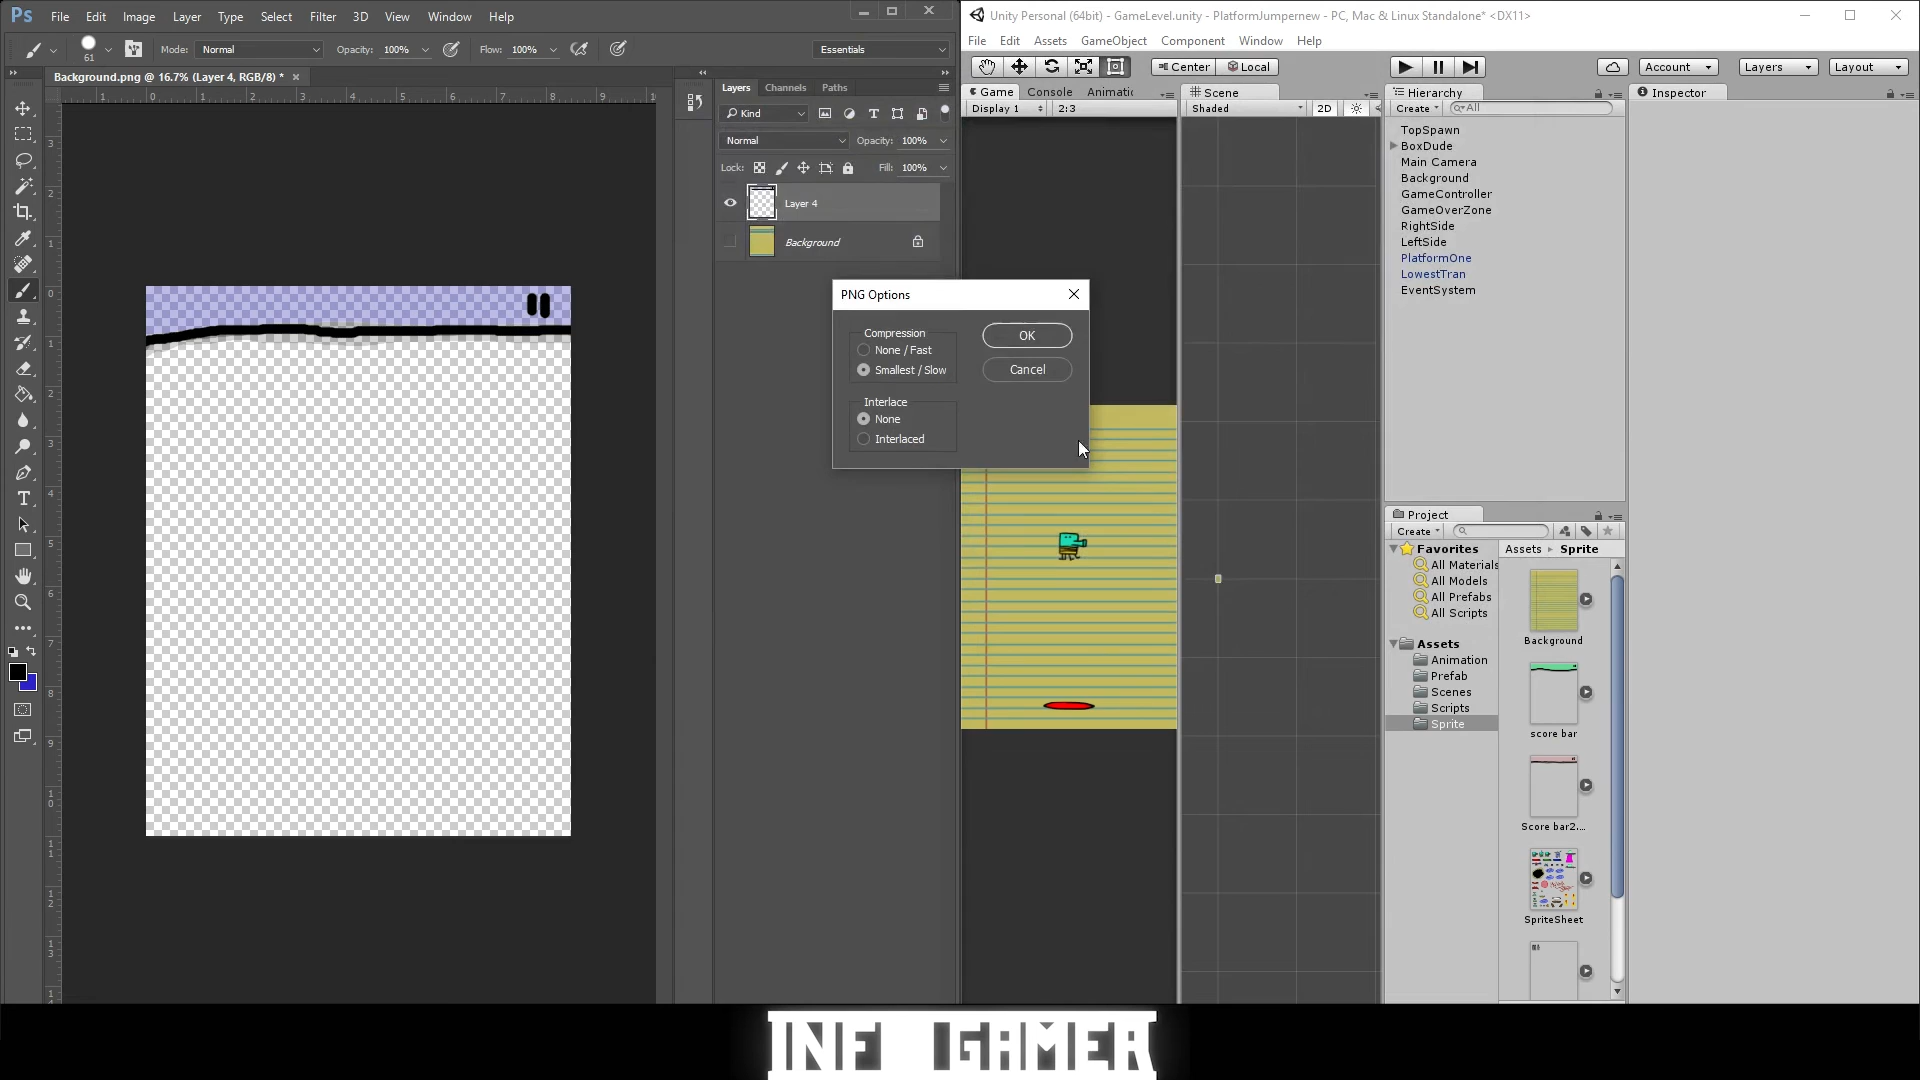 Ps File Edit Image Layer Type Select Filter 3D View Window Help
61 Mode: Normal Opacity: 100% Flow: 100% Essentials
Background.png @ 16.7% (Layer 4, RGB/8) * ×
Layers Channels Paths
Kind
Normal Opacity: 100%
Lock: Fill: 100%
Layer 4
Background
PNG Options
Compression
None / Fast
Smallest / Slow
Interlace
None
Interlaced
OK
Cancel
Unity Personal (64bit) - GameLevel.unity - PlatformJumpernew - PC, Mac & Linux Standalone* <DX11>
File Edit Assets GameObject Component Window Help
Center Local Account Layers Layout
Game Console Animatic Scene
Display 1 2:3 Shaded 2D
Hierarchy
Create All
TopSpawn
BoxDude
Main Camera
Background
GameController
GameOverZone
RightSide
LeftSide
PlatformOne
LowestTran
EventSystem
Inspector
Project
Create
Favorites
All Materials
All Models
All Prefabs
All Scripts
Assets
Animation
Prefab
Scenes
Scripts
Sprite
Assets Sprite
Background
score bar
Score bar2....
SpriteSheet
GAMER